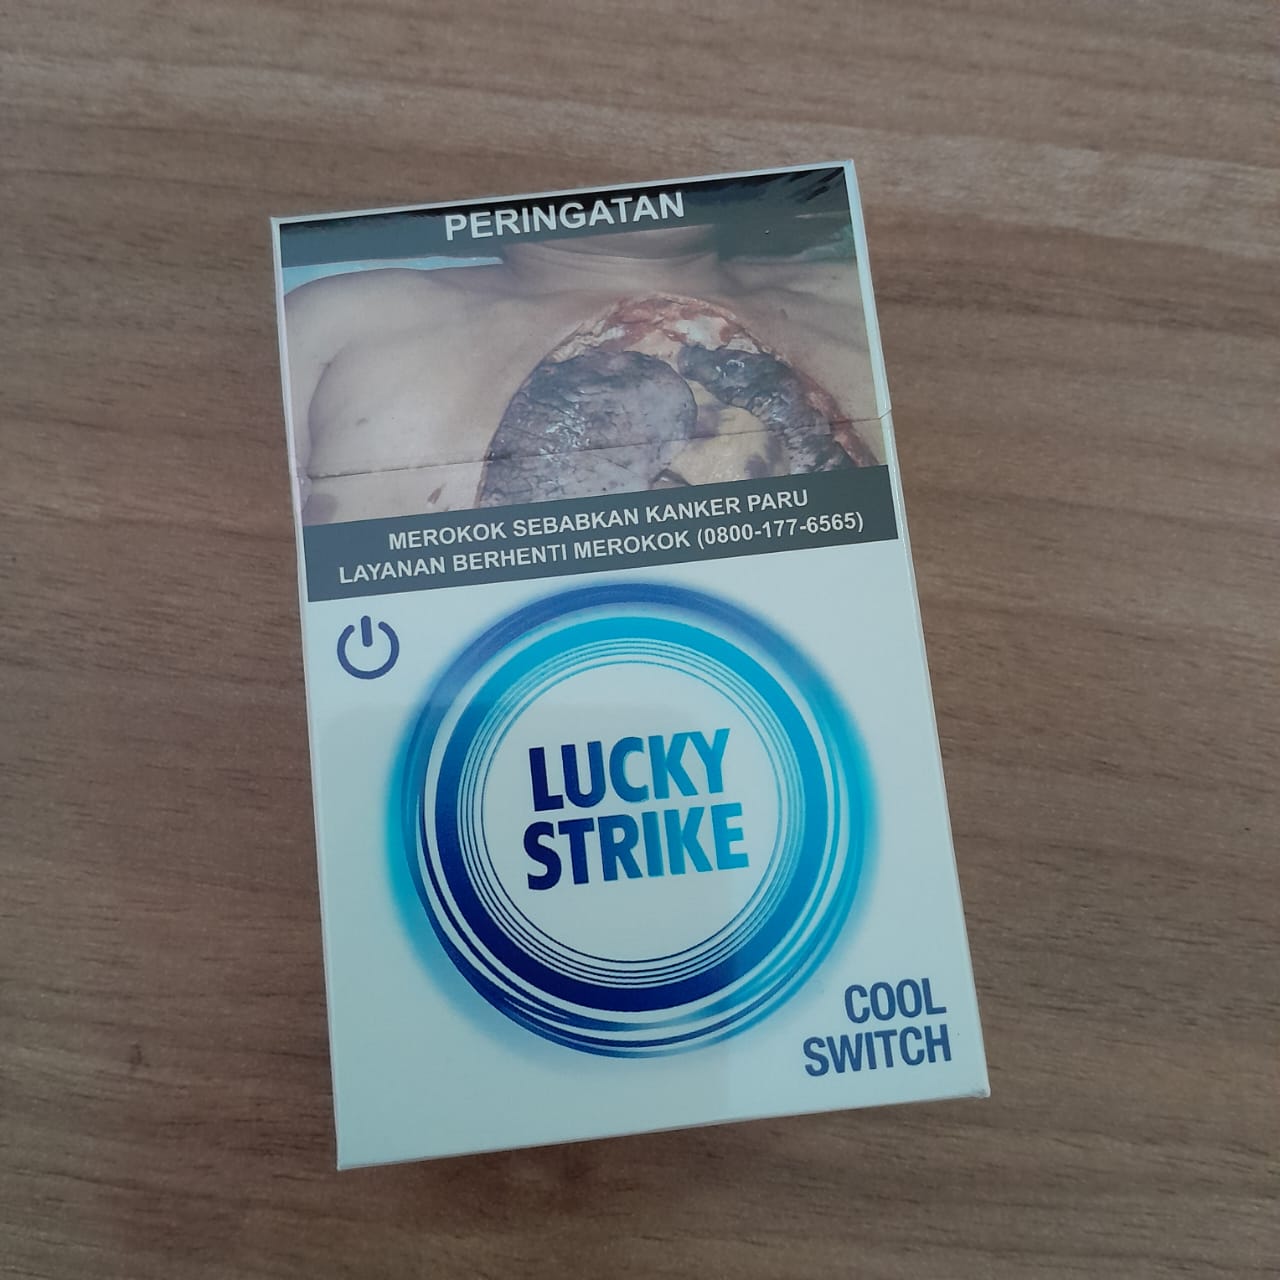 PERINGATAN
MEROKOK SEBABKAN KANKER PARU
LAYANAN BERHENTI MEROKOK (0800-177-6565)
LUCKY
STRIKE
COOL
SWITCH